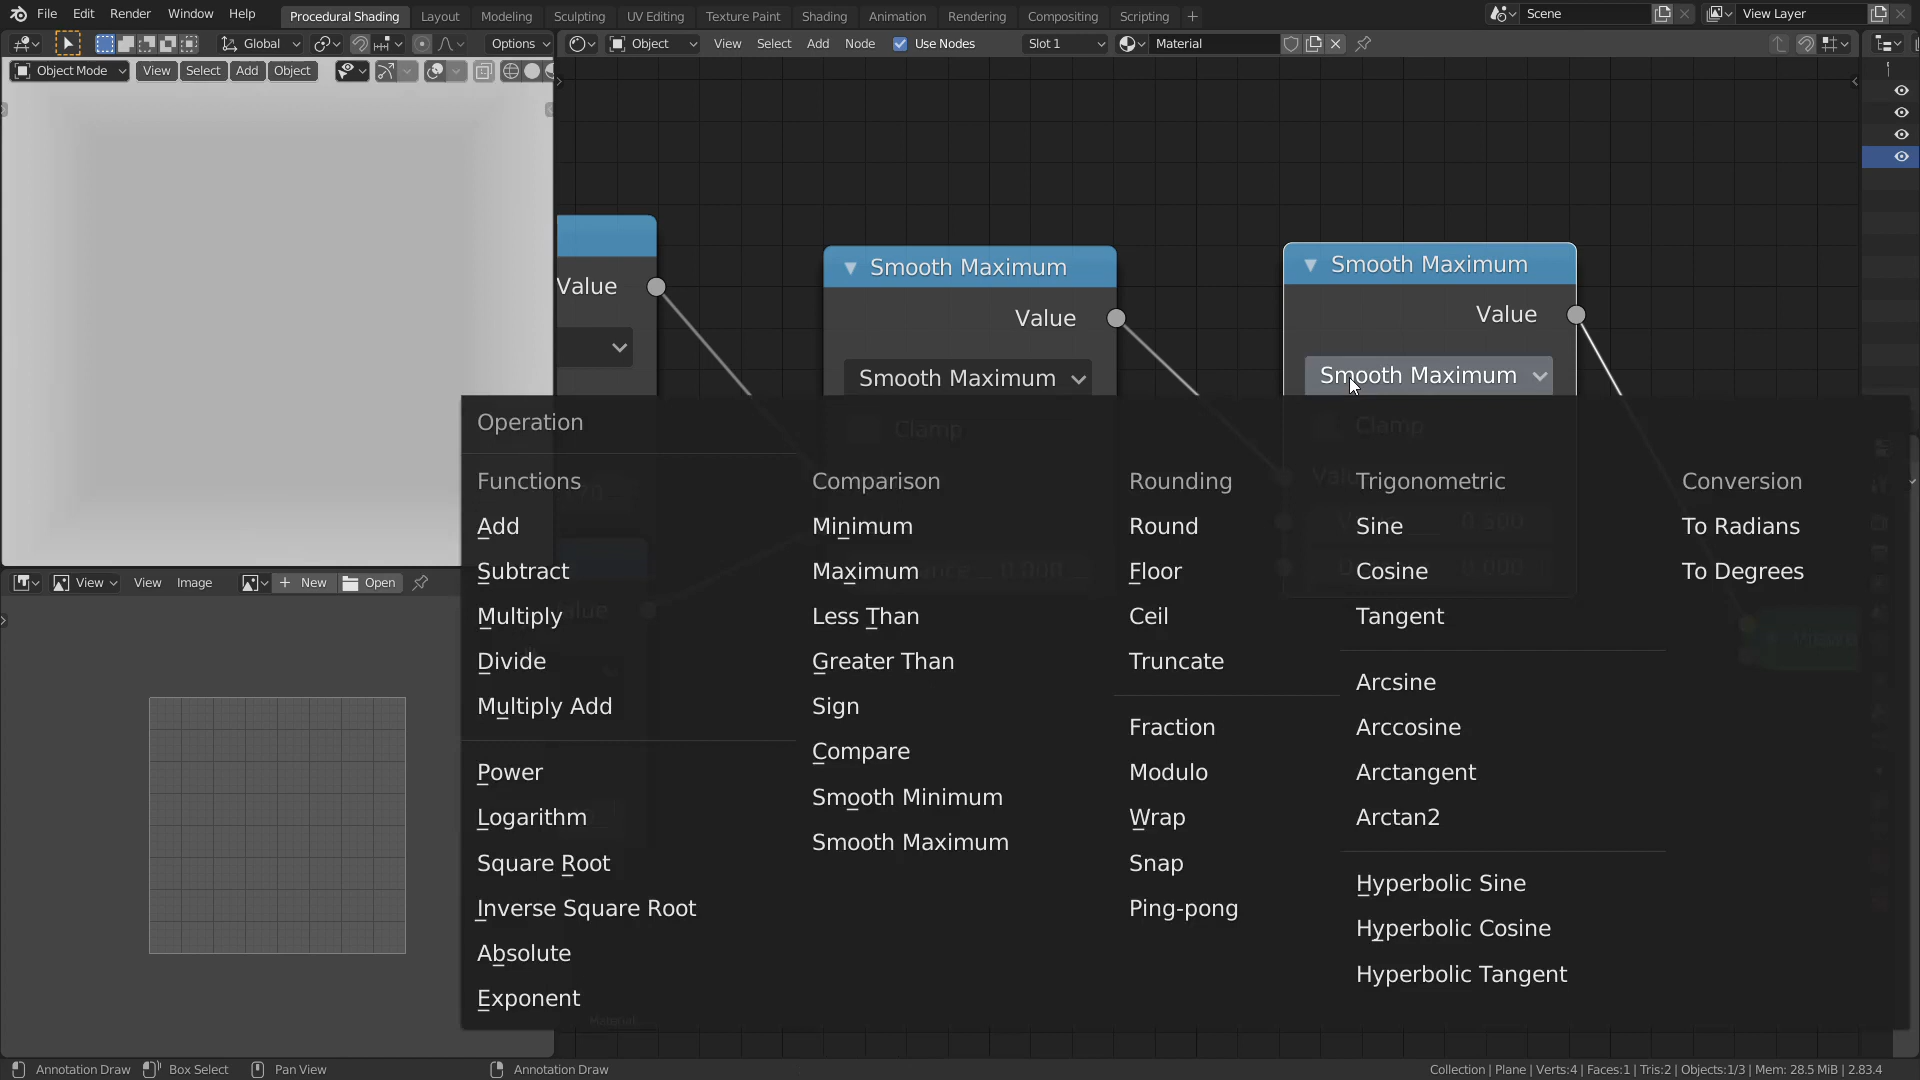 File Edit Render Window Help Procedural Shading Layout Modeling Sculpting UV Editing Texture Paint Shading Animation Rendering Compositing Scripting + Scene View Layer
Global Options Object View Select Add Node Use Nodes Slot 1 Material
Object Mode View Select Add Object
Smooth Maximum
Value
Smooth Maximum
Clamp
Smooth Maximum
Value
Smooth Maximum
Clamp
Value
Operation
Functions
Add
Subtract
Multiply
Divide
Multiply Add
Power
Logarithm
Square Root
Inverse Square Root
Absolute
Exponent
Comparison
Minimum
Maximum
Less Than
Greater Than
Sign
Compare
Smooth Minimum
Smooth Maximum
Rounding
Round
Floor
Ceil
Truncate
Fraction
Modulo
Wrap
Snap
Ping-pong
Trigonometric
Sine
Cosine
Tangent
Arcsine
Arccosine
Arctangent
Arctan2
Hyperbolic Sine
Hyperbolic Cosine
Hyperbolic Tangent
Conversion
To Radians
To Degrees
View View Image + New Open
Material
Annotation Draw Box Select Pan View Annotation Draw Collection | Plane | Verts:4 | Faces:1 | Tris:2 | Objects:1/3 | Mem: 28.5 MiB | 2.83.4